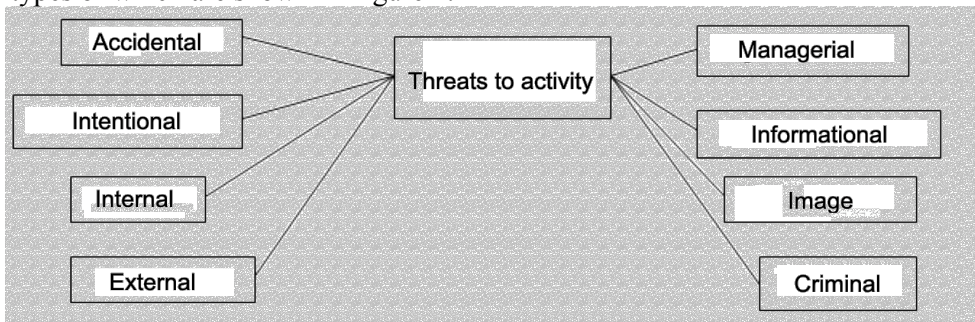 Accidental
Intentional
Internal
External
Threats to activity
Managerial
Informational
Image
Criminal